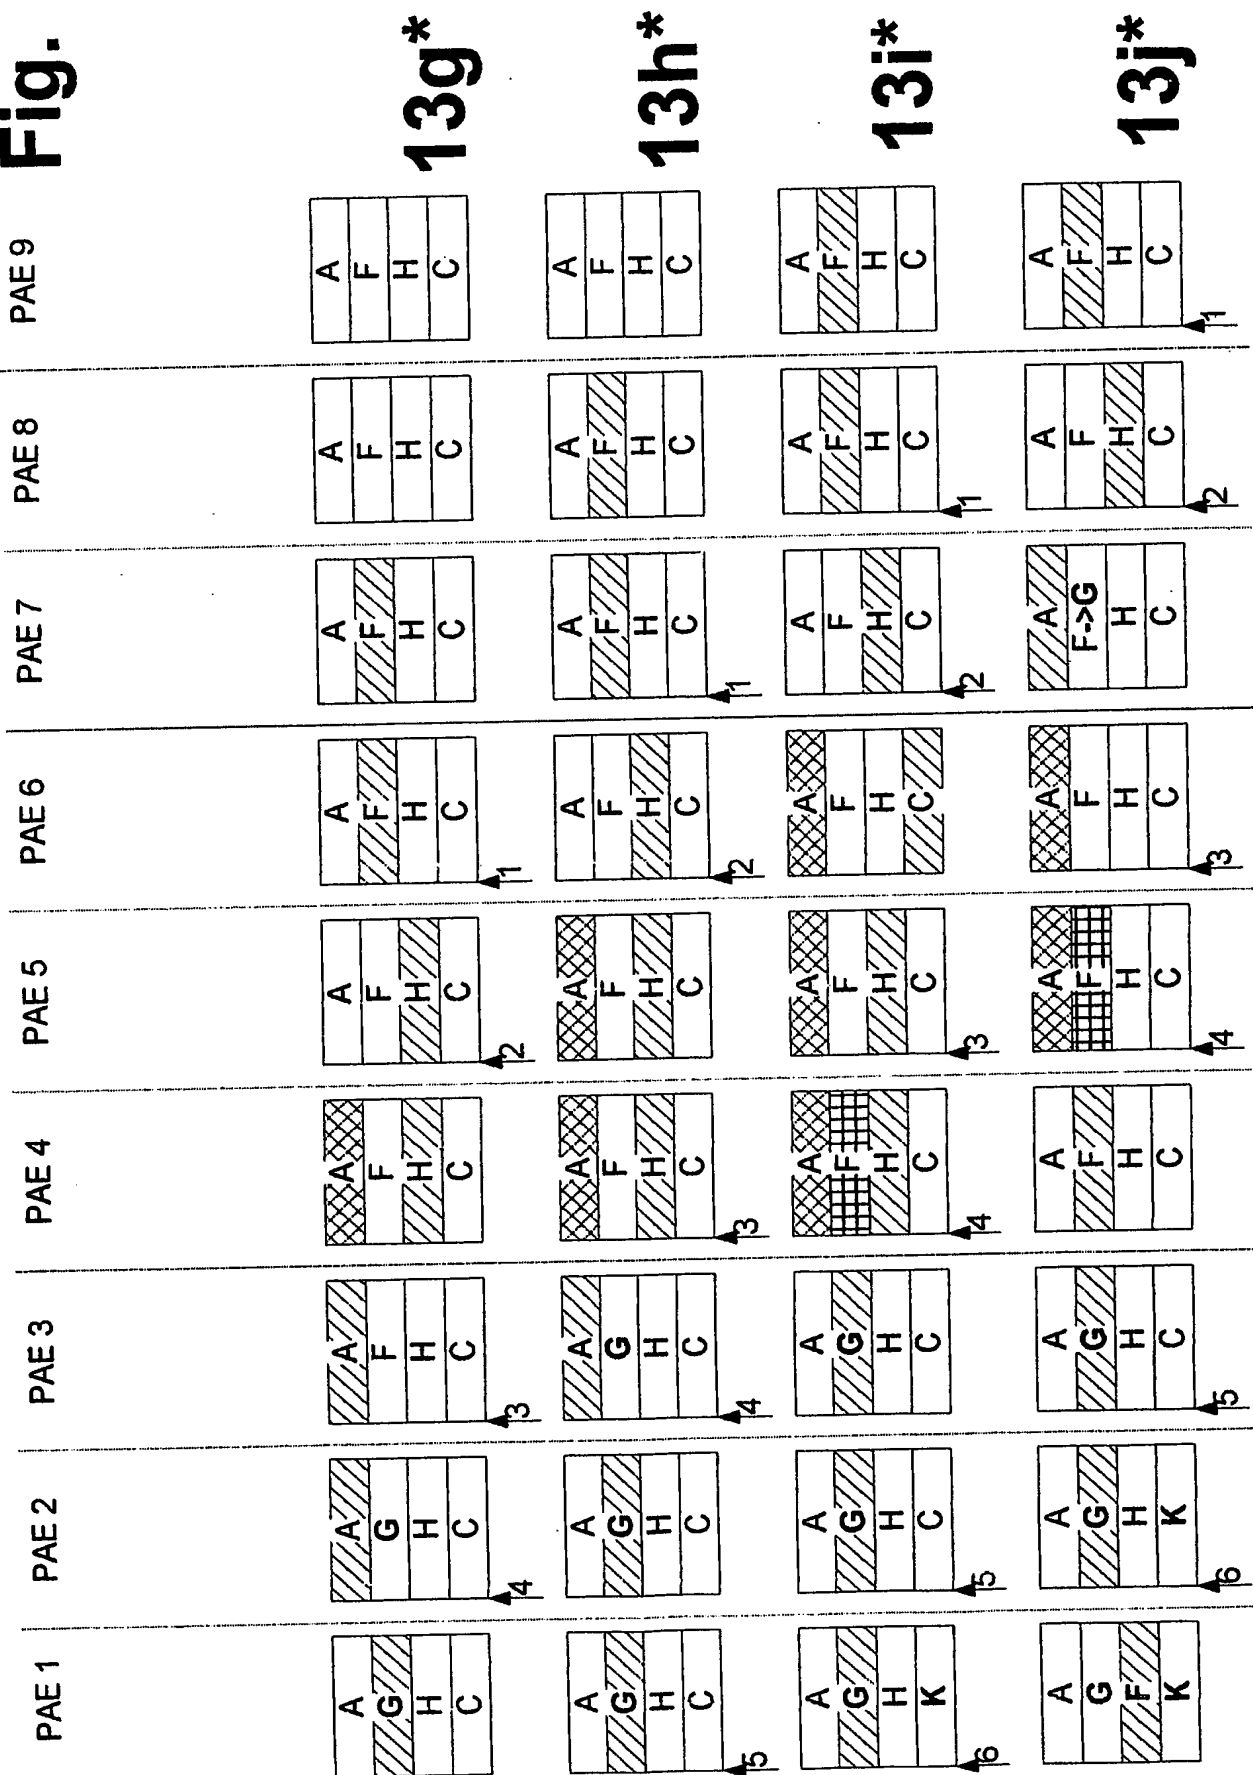 PAE 1 PAE 2 PAE 3 PAE 4 PAE 5 PAE 6 PAE 7 PAE 8 PAE 9 Fig.
A A A A A A A A A
G G F F F F F F F
H H H H H H H H H
C C C C C C C C C
4 3 2 1
13g*
A A A A A A A A A
G G G F F F F F F
H H H H H H H H H
C C C C C C C C C
5 4 3 2 1
13h*
A A A A A A A A A
G G G F F F F F F
H H H H H H H H H
K C C C C C C C C
6 5 4 3 2 1
13i*
A A A A A A A A A
G G G F F F F->G F F
F H H H H H H H H
K K C C C C C C C
6 5 4 3 2 1
13j*